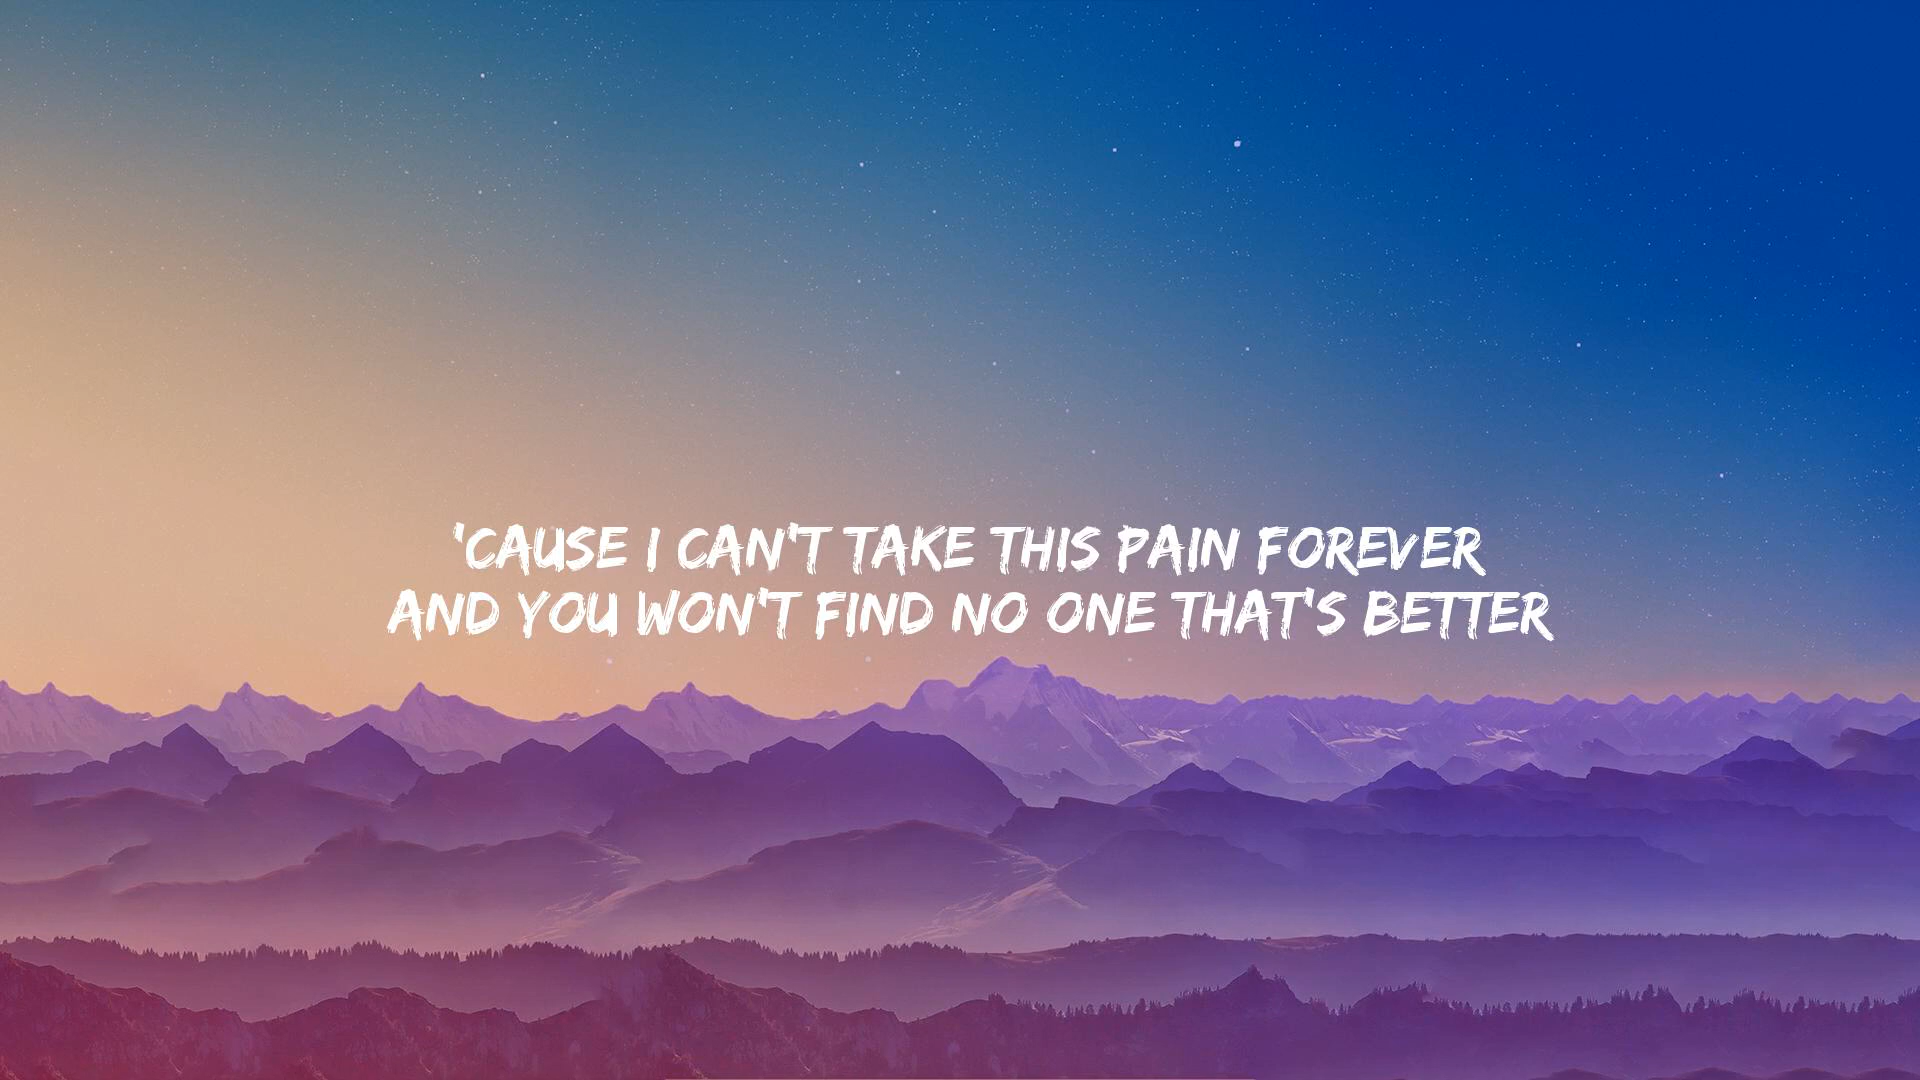 'CAUSE I CAN'T TAKE THIS PAIN FOREVER
AND YOU WON'T FIND NO ONE THAT'S BETTER